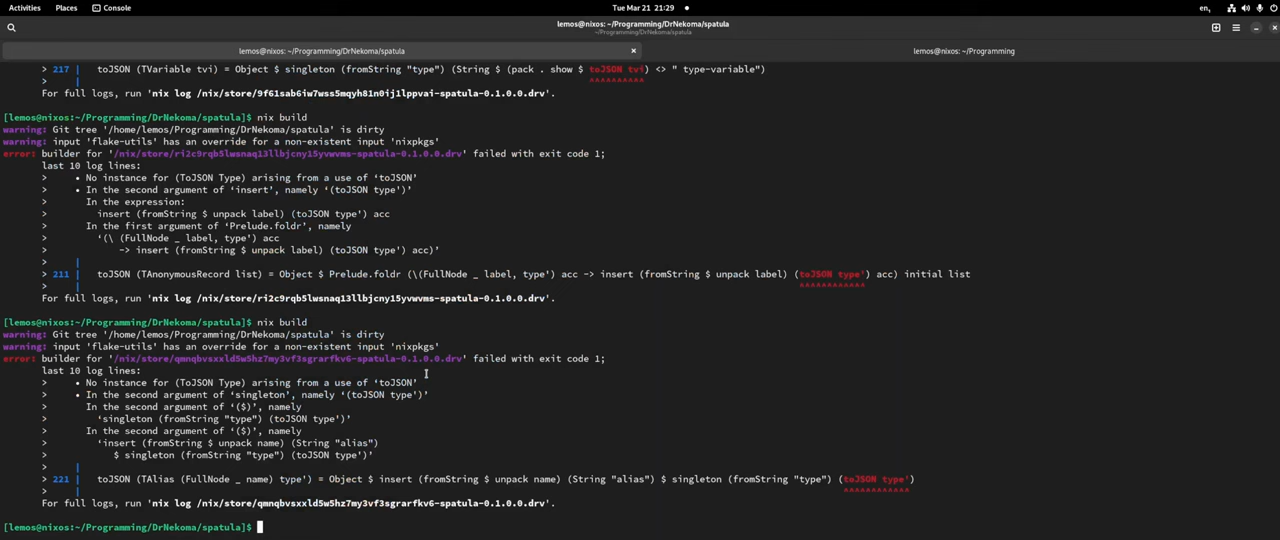 Activities Places Console Tue Mar 21 21:29 en
lemos@nixos: ~/Programming/DrNekoma/spatula
~/Programming/DrNekoma/spatula
lemos@nixos: ~/Programming/DrNekoma/spatula lemos@nixos: ~/Programming
> 217 | toJSON (TVariable tvi) = Object $ singleton (fromString "type") (String $ (pack . show $ toJSON tvi) <> " type-variable")
> | ^^^^^^^^^^
For full logs, run 'nix log /nix/store/9f61sab6iw7wss5mqyh81n0ij1lppvai-spatula-0.1.0.0.drv'.
[lemos@nixos:~/Programming/DrNekoma/spatula]$ nix build
warning: Git tree '/home/lemos/Programming/DrNekoma/spatula' is dirty
warning: input 'flake-utils' has an override for a non-existent input 'nixpkgs'
error: builder for '/nix/store/ri2c9rqb5lwsnaq13llbjcny15yvwvms-spatula-0.1.0.0.drv' failed with exit code 1;
last 10 log lines:
> • No instance for (ToJSON Type) arising from a use of ‘toJSON’
> • In the second argument of ‘insert’, namely ‘(toJSON type')’
> In the expression:
> insert (fromString $ unpack label) (toJSON type') acc
> In the first argument of ‘Prelude.foldr’, namely
> ‘(\ (FullNode _ label, type') acc
> -> insert (fromString $ unpack label) (toJSON type') acc)’
> |
> 211 | toJSON (TAnonymousRecord list) = Object $ Prelude.foldr (\(FullNode _ label, type') acc -> insert (fromString $ unpack label) (toJSON type') acc) initial list
> | ^^^^^^^^^^^^
For full logs, run 'nix log /nix/store/ri2c9rqb5lwsnaq13llbjcny15yvwvms-spatula-0.1.0.0.drv'.
[lemos@nixos:~/Programming/DrNekoma/spatula]$ nix build
warning: Git tree '/home/lemos/Programming/DrNekoma/spatula' is dirty
warning: input 'flake-utils' has an override for a non-existent input 'nixpkgs'
error: builder for '/nix/store/qmnqbvsxxld5w5hz7my3vf3sgrarfkv6-spatula-0.1.0.0.drv' failed with exit code 1;
last 10 log lines:
> • No instance for (ToJSON Type) arising from a use of ‘toJSON’
> • In the second argument of ‘singleton’, namely ‘(toJSON type')’
> In the second argument of ‘($)’, namely
> ‘singleton (fromString "type") (toJSON type')’
> In the second argument of ‘($)’, namely
> ‘insert (fromString $ unpack name) (String "alias")
> $ singleton (fromString "type") (toJSON type')’
> |
> 221 | toJSON (TAlias (FullNode _ name) type') = Object $ insert (fromString $ unpack name) (String "alias") $ singleton (fromString "type") (toJSON type')
> | ^^^^^^^^^^^^
For full logs, run 'nix log /nix/store/qmnqbvsxxld5w5hz7my3vf3sgrarfkv6-spatula-0.1.0.0.drv'.
[lemos@nixos:~/Programming/DrNekoma/spatula]$